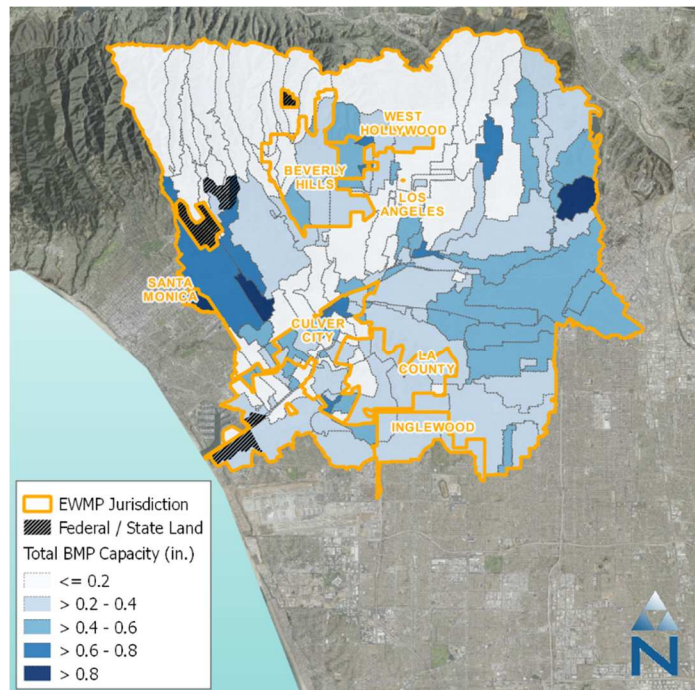 WEST
HOLLYWOOD
BEVERLY
HILLS
LOS
ANGELES
SANTA
MONICA
CULVER
CITY
LA
COUNTY
INGLEWOOD
EWMP Jurisdiction
Federal / State Land
Total BMP Capacity (in.)
<= 0.2
> 0.2 - 0.4
> 0.4 - 0.6
> 0.6 - 0.8
> 0.8
N